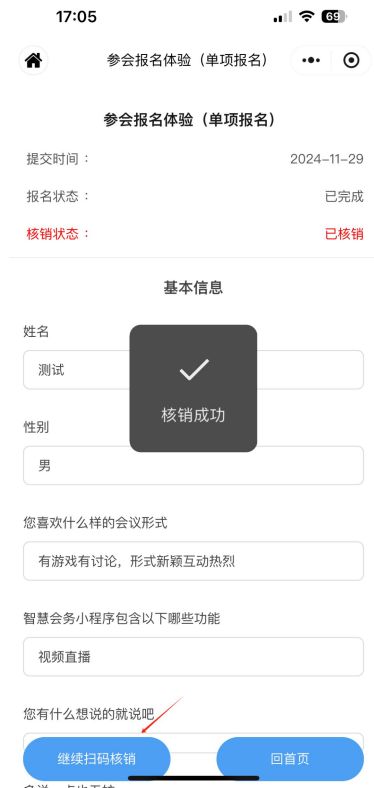 17:05
69
参会报名体验（单项报名）
参会报名体验（单项报名）
提交时间： 2024-11-29
报名状态： 已完成
核销状态： 已核销
基本信息
姓名
测试
核销成功
性别
男
您喜欢什么样的会议形式
有游戏有讨论，形式新颖互动热烈
智慧会务小程序包含以下哪些功能
视频直播
您有什么想说的就说吧
继续扫码核销 回首页